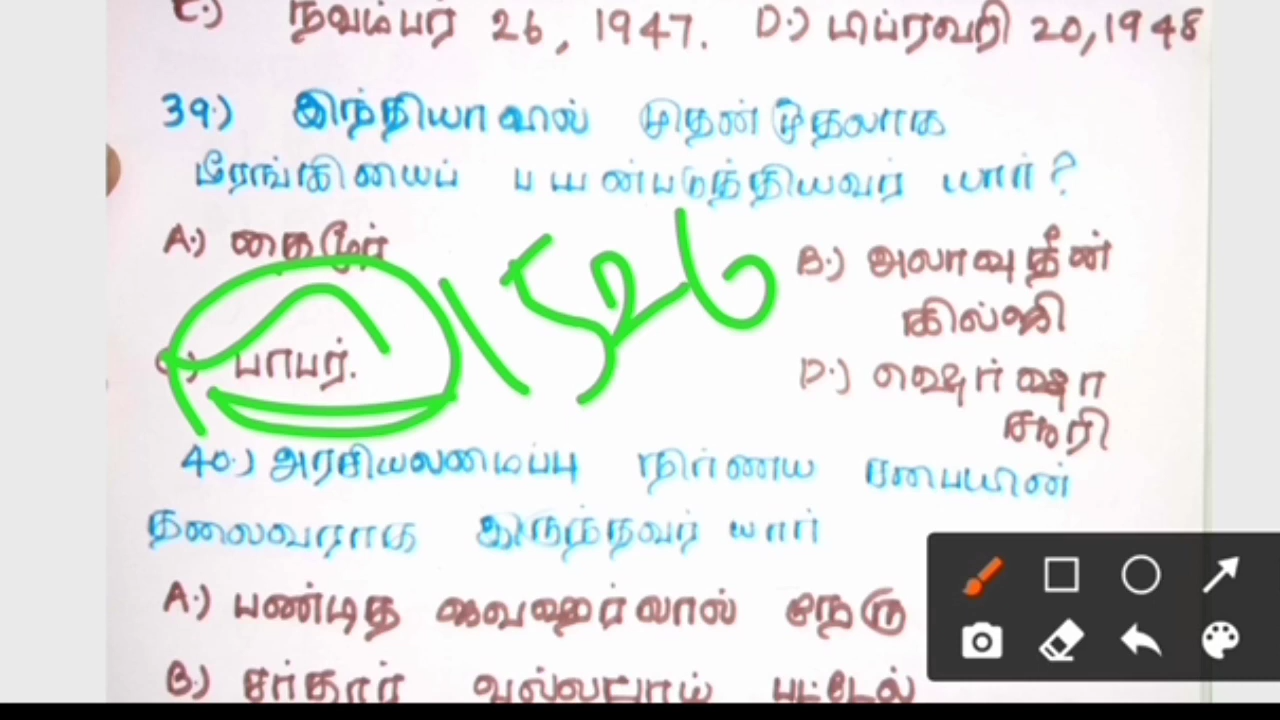 C.) நவம்பர் 26, 1947. D.) பிப்ரவரி 20, 1948
39.) இந்தியாவில் முதன்முதலாக
பீரங்கியைப் பயன்படுத்தியவர் யார்?
A.) தைமூர்
B.) அலாவுதீன் கில்ஜி
1526
C.) பாபர்.
D.) ஷெர்ஷா சூரி
40.) அரசியலமைப்பு நிர்ணய சபையின்
தலைவராக இருந்தவர் யார்
A.) பண்டித ஜவஹர்லால் நேரு
B.) சர்தார் வல்லபாய் பட்டேல்